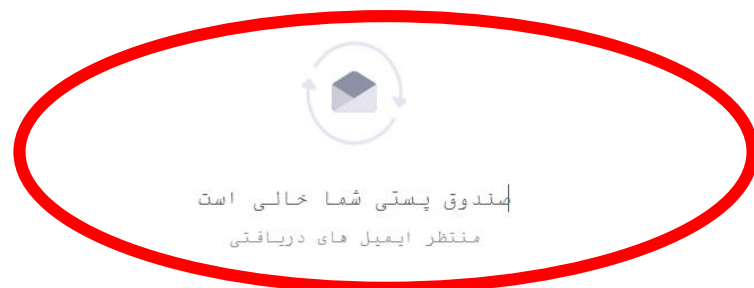 صندوق پستی شما خالی است
منتظر ایمیل های دریافتی